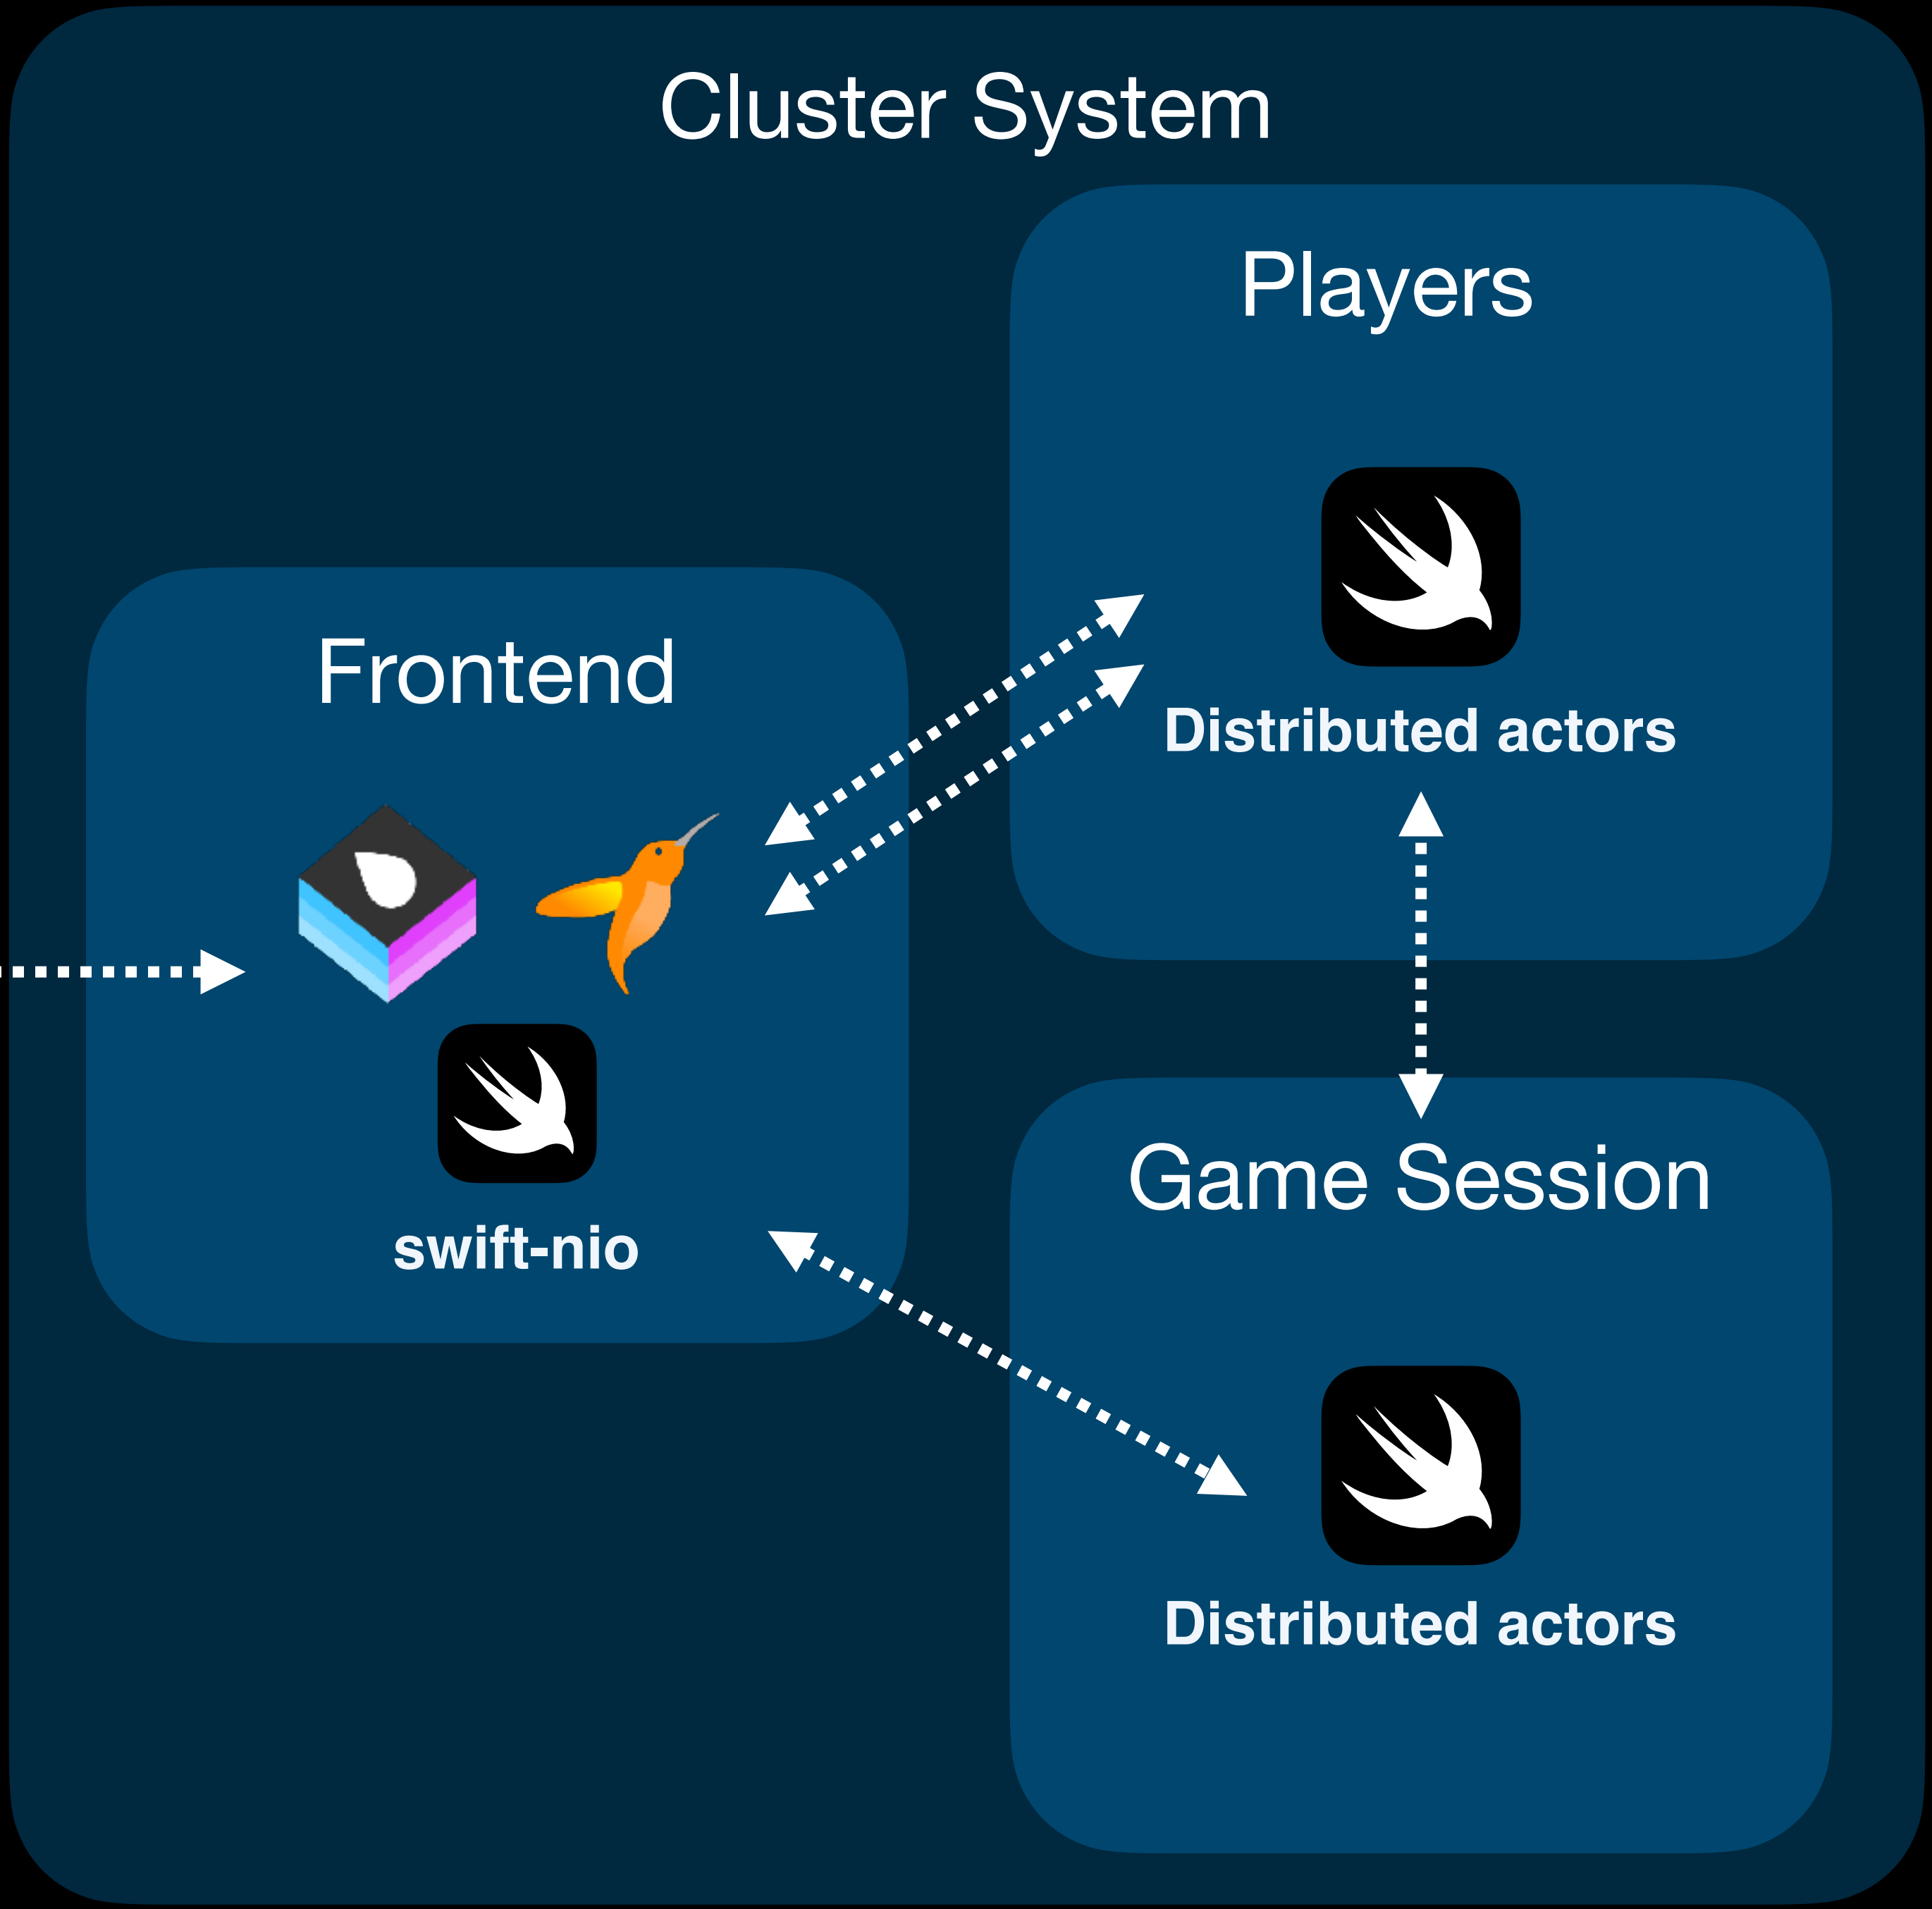 Cluster System
Players
Distributed actors
Frontend
swift-nio
Game Session
Distributed actors